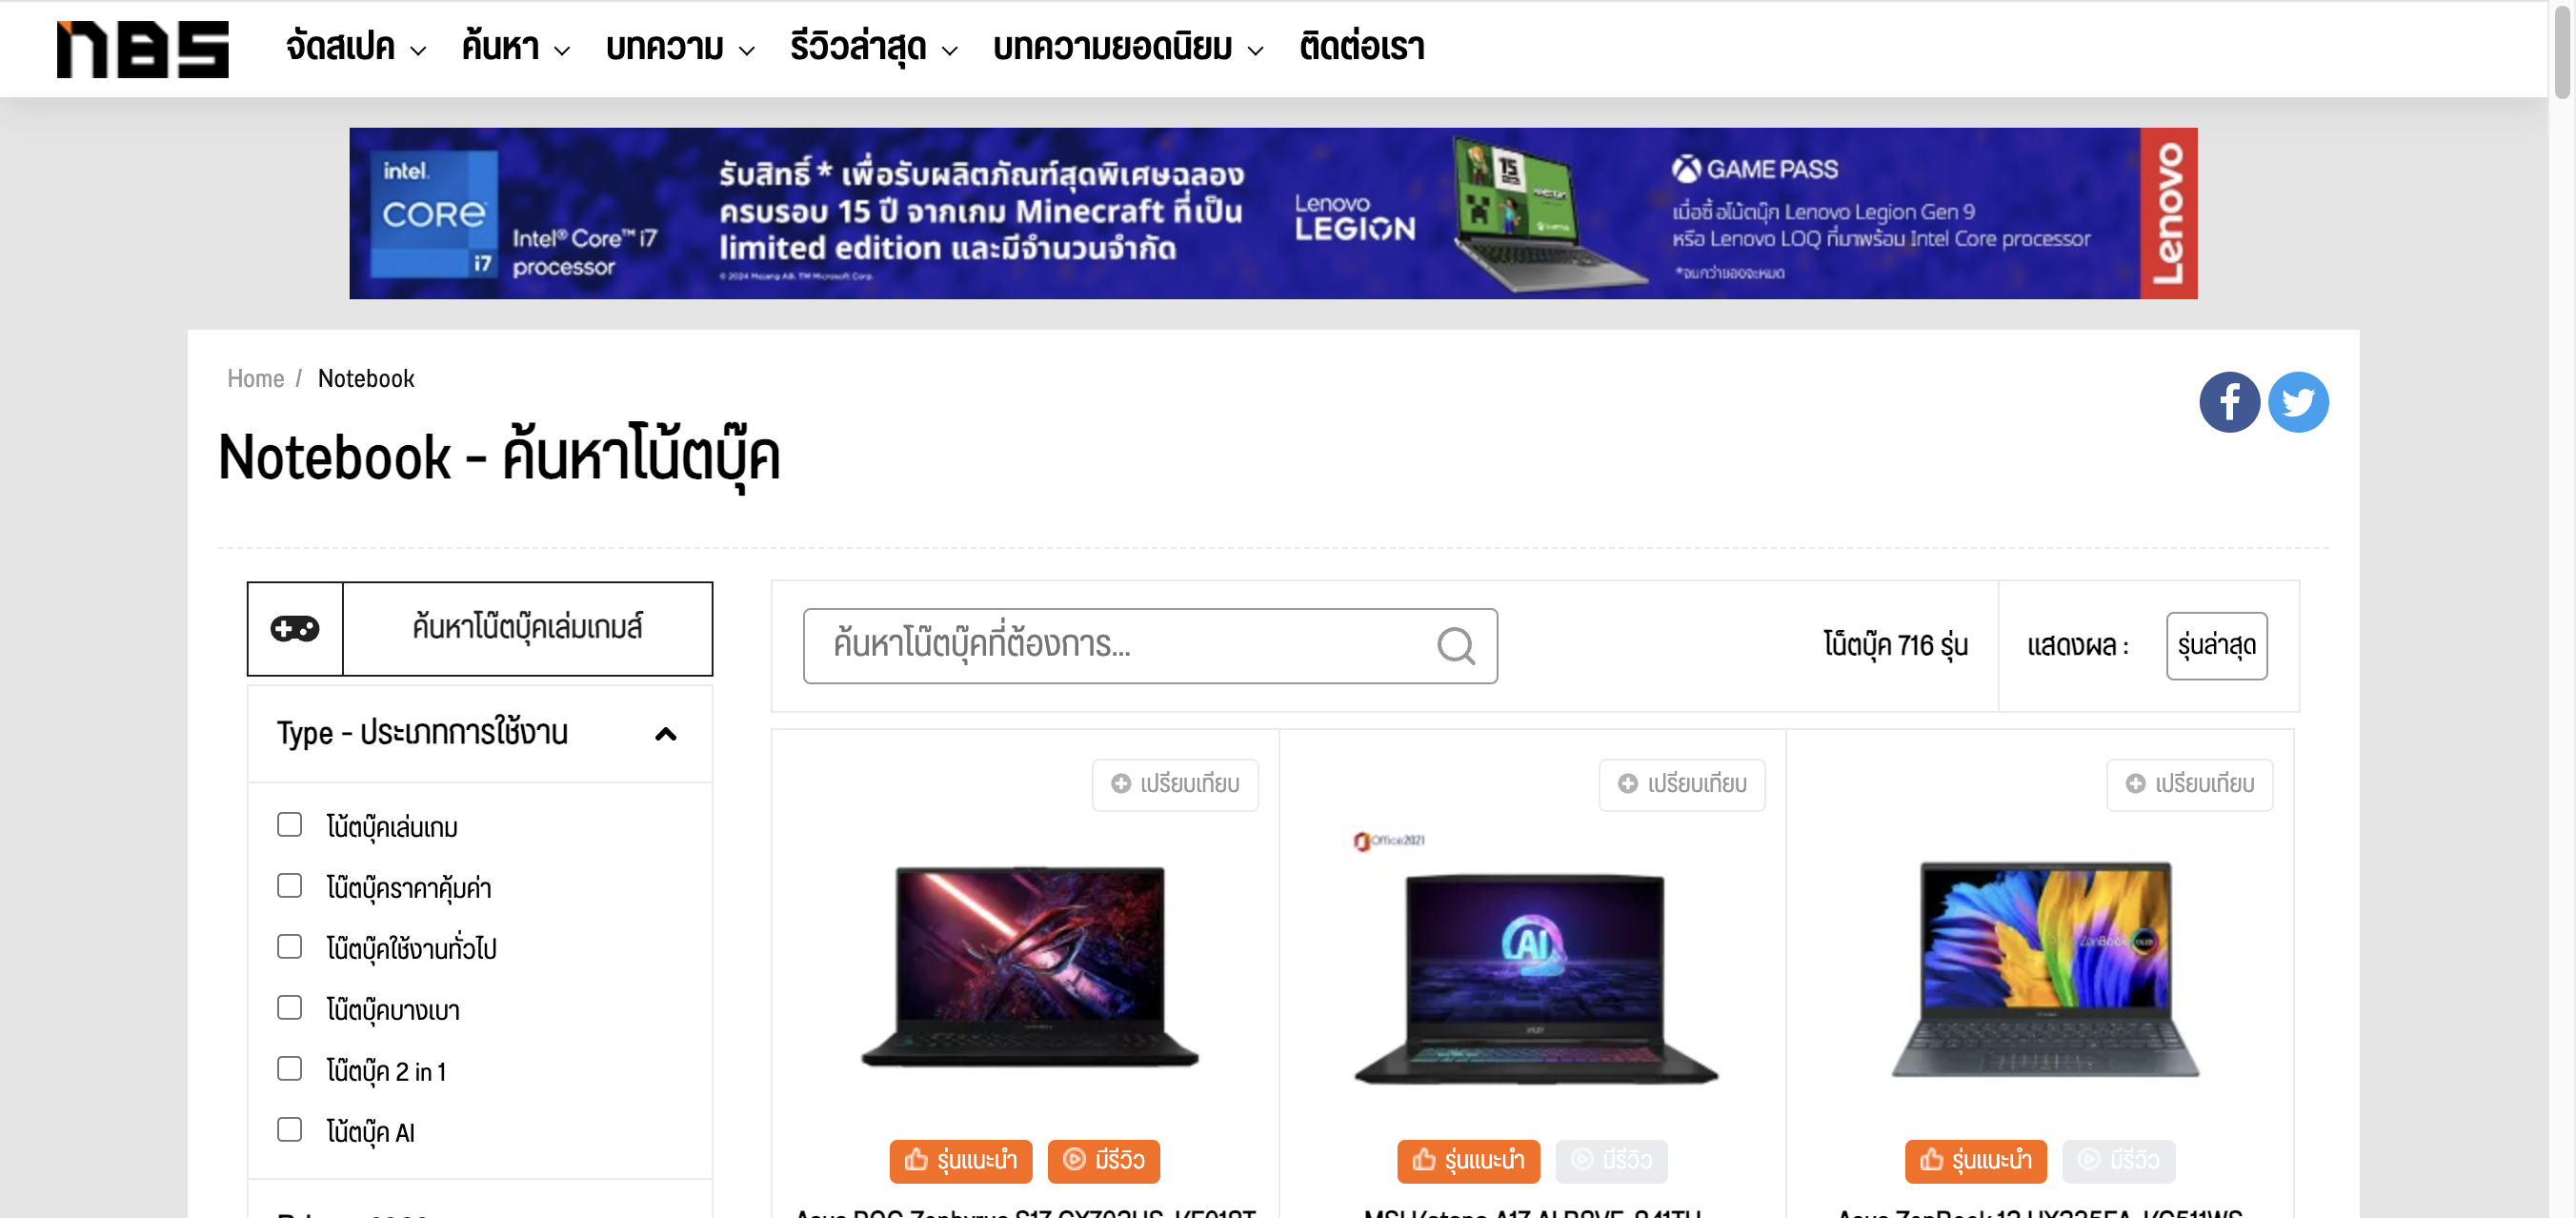 nbs
จัดสเปค
ค้นหา
บทความ
รีวิวล่าสุด
บทความยอดนิยม
ติดต่อเรา
intel.
CORE
i7
Intel® Core™ i7
processor
รับสิทธิ์ * เพื่อรับผลิตภัณฑ์สุดพิเศษฉลอง
ครบรอบ 15 ปี จากเกม Minecraft ที่เป็น
limited edition และมีจำนวนจำกัด
© 2024 Mojang AB. TM Microsoft Corp.
Lenovo
LEGION
15
GAME PASS
เมื่อซื้อโน้ตบุ๊ก Lenovo Legion Gen 9
หรือ Lenovo LOQ ที่มาพร้อม Intel Core processor
*จนกว่าของจะหมด
Lenovo
Home / Notebook
Notebook - ค้นหาโน้ตบุ๊ค
ค้นหาโน๊ตบุ๊คเล่มเกมส์
ค้นหาโน๊ตบุ๊คที่ต้องการ...
โน็ตบุ๊ค 716 รุ่น
แสดงผล :
รุ่นล่าสุด
Type - ประเภทการใช้งาน
โน้ตบุ๊คเล่นเกม
โน๊ตบุ๊คราคาคุ้มค่า
โน๊ตบุ๊คใช้งานทั่วไป
โน๊ตบุ๊คบางเบา
โน๊ตบุ๊ค 2 in 1
โน้ตบุ๊ค AI
เปรียบเทียบ
เปรียบเทียบ
เปรียบเทียบ
Office2021
AI
ZenBook
รุ่นแนะนำ
มีรีวิว
รุ่นแนะนำ
มีรีวิว
รุ่นแนะนำ
มีรีวิว